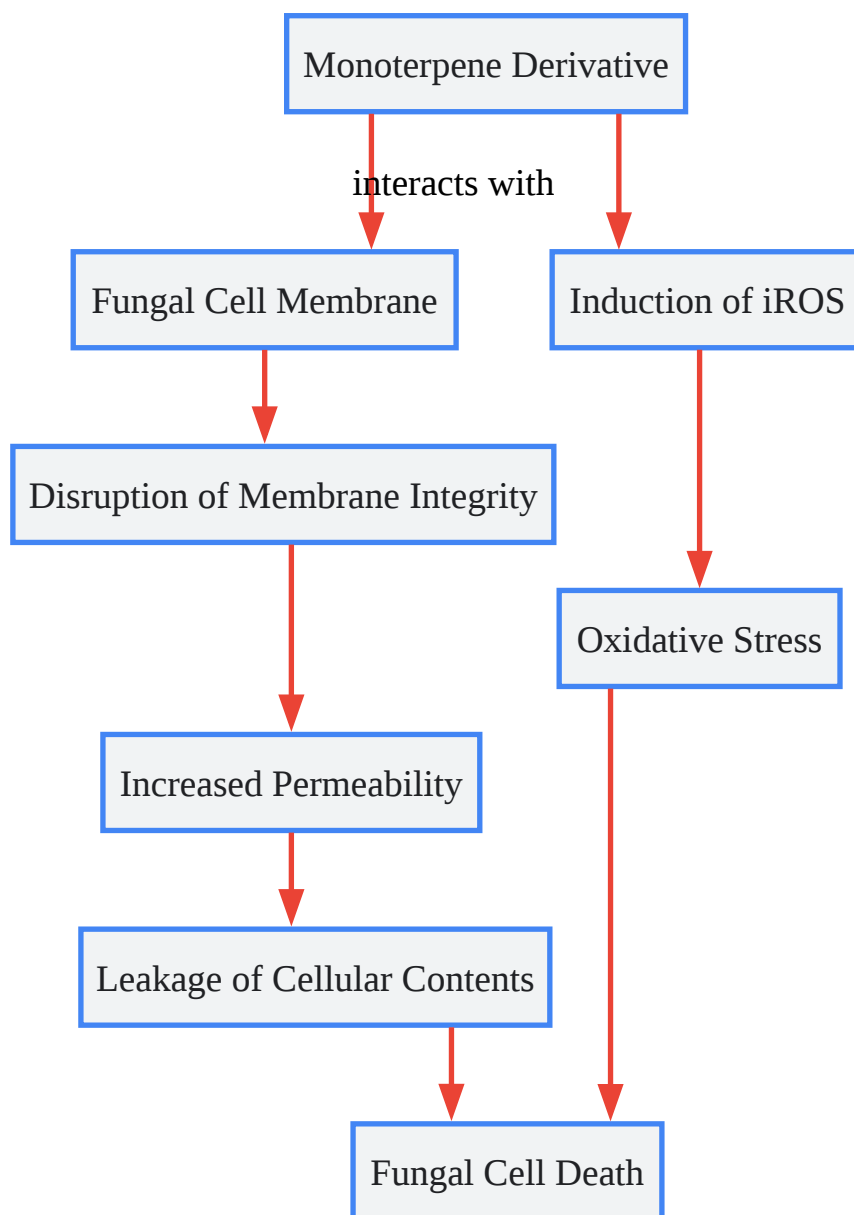 Monoterpene Derivative
interacts with
Fungal Cell Membrane
Induction of iROS
Disruption of Membrane Integrity
Oxidative Stress
Increased Permeability
Leakage of Cellular Contents
Fungal Cell Death